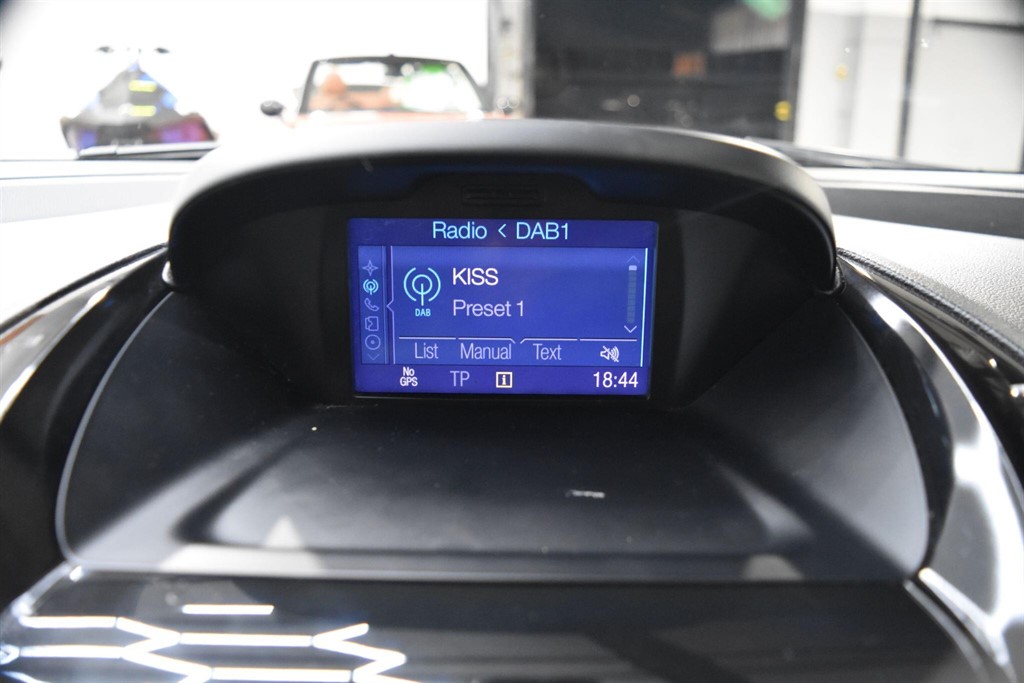 Radio < DAB1
KISS
DAB
Preset 1
List Manual Text
No
GPS
TP
i
18:44